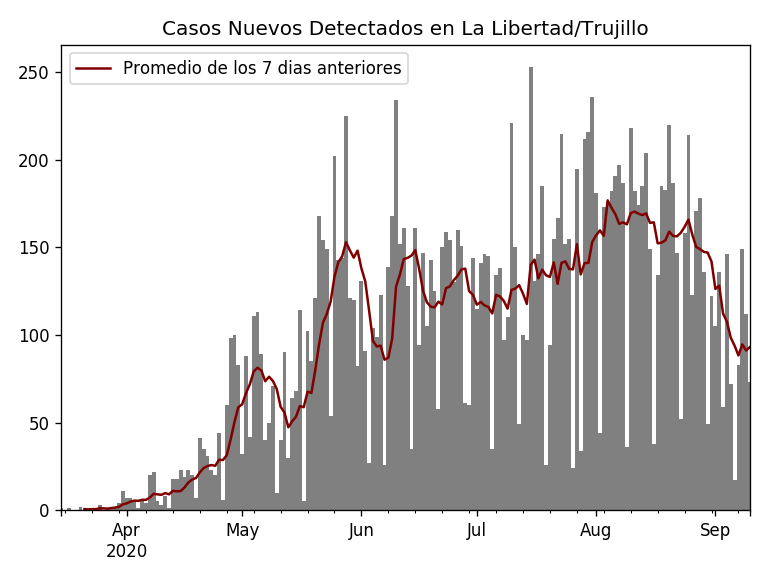 Casos Nuevos Detectados en La Libertad/Trujillo
Promedio de los 7 dias anteriores
250
200
150
100
50
0
Apr May Jun Jul Aug Sep
2020